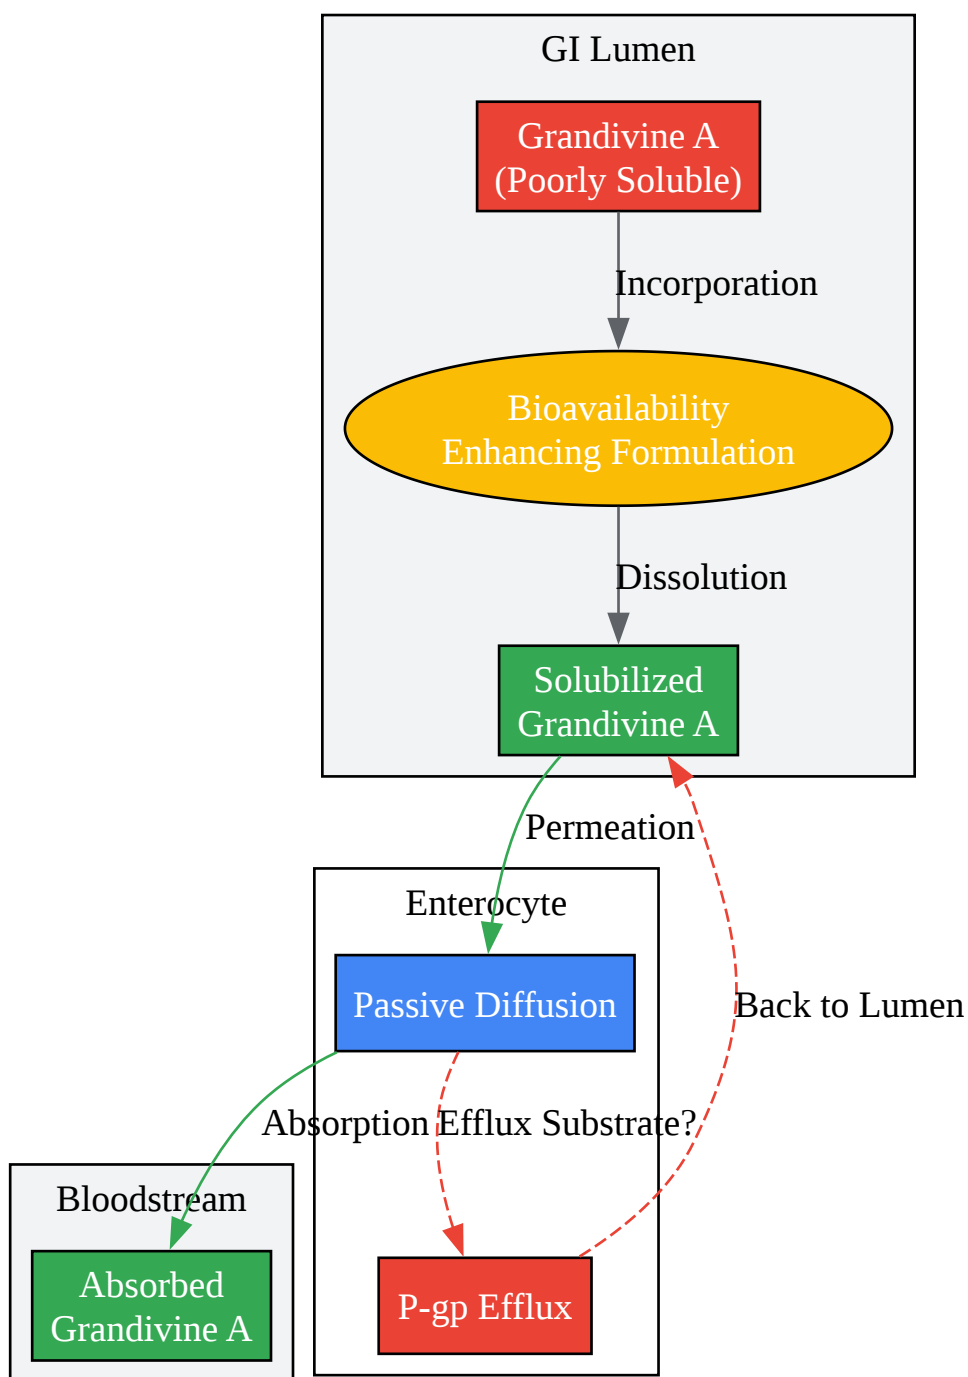 GI Lumen
Grandivine A
(Poorly Soluble)
Incorporation
Bioavailability
Enhancing Formulation
Dissolution
Solubilized
Grandivine A
Permeation
Enterocyte
Passive Diffusion
Back to Lumen
Absorption
Efflux Substrate?
Bloodstream
Absorbed
Grandivine A
P-gp Efflux